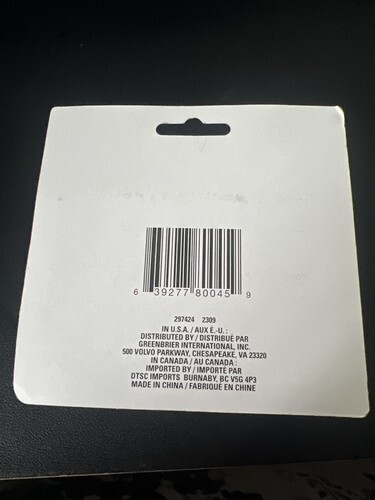 6 39277 80045 9
297424 2309
IN U.S.A. / AUX É.-U. :
DISTRIBUTED BY / DISTRIBUÉ PAR
GREENBRIER INTERNATIONAL, INC.
500 VOLVO PARKWAY, CHESAPEAKE, VA 23320
IN CANADA / AU CANADA :
IMPORTED BY / IMPORTÉ PAR
DTSC IMPORTS BURNABY, BC V5G 4P3
MADE IN CHINA / FABRIQUÉ EN CHINE